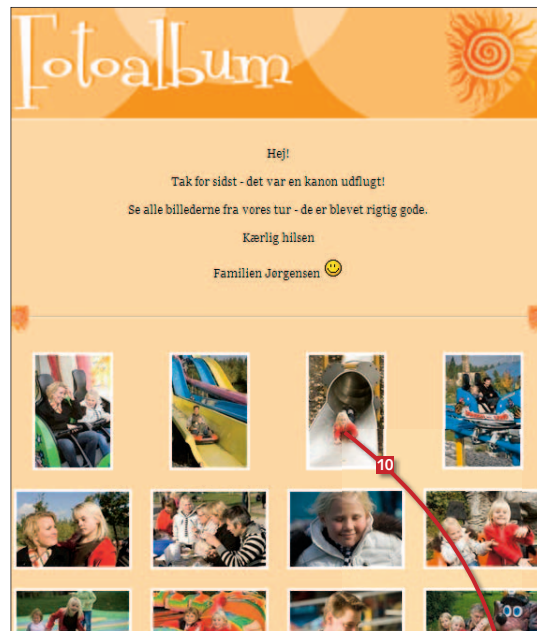 Fotoalbum
Hej!
Tak for sidst - det var en kanon udflugt!
Se alle billederne fra vores tur - de er blevet rigtig gode.
Kærlig hilsen
Familien Jørgensen
10